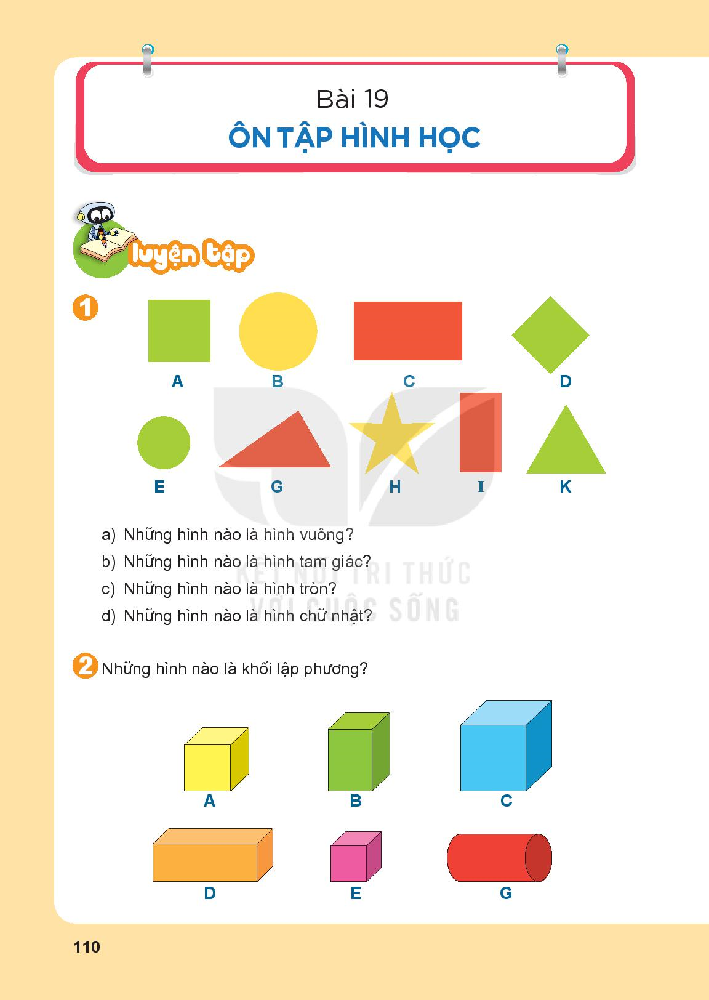 Bài 19
ÔN TẬP HÌNH HỌC
luyện tập
1
A B C D
E G H I K
a) Những hình nào là hình vuông?
b) Những hình nào là hình tam giác?
c) Những hình nào là hình tròn?
d) Những hình nào là hình chữ nhật?
KẾT NỐI TRI THỨC
VỚI CUỘC SỐNG
2 Những hình nào là khối lập phương?
A B C
D E G
110